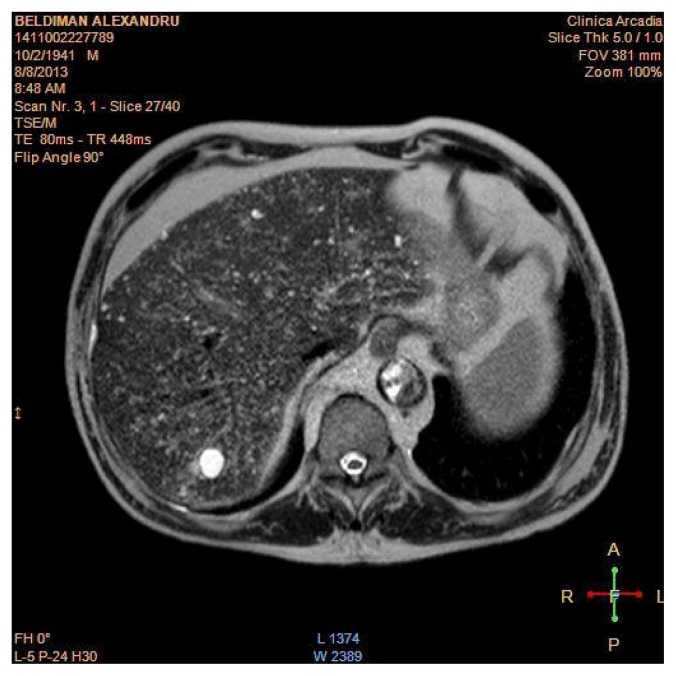 BELDIMAN ALEXANDRU
1411002227789
10/2/1941 M
8/8/2013
8:48 AM
Scan Nr. 3, 1 - Slice 27/40
TSE/M
TE 80ms - TR 448ms
Flip Angle 90°
Clinica Arcadia
Slice Thk 5.0 / 1.0
FOV 381 mm
Zoom 100%
A
R F L
P
FH 0°
L-5 P-24 H30
L 1374
W 2389